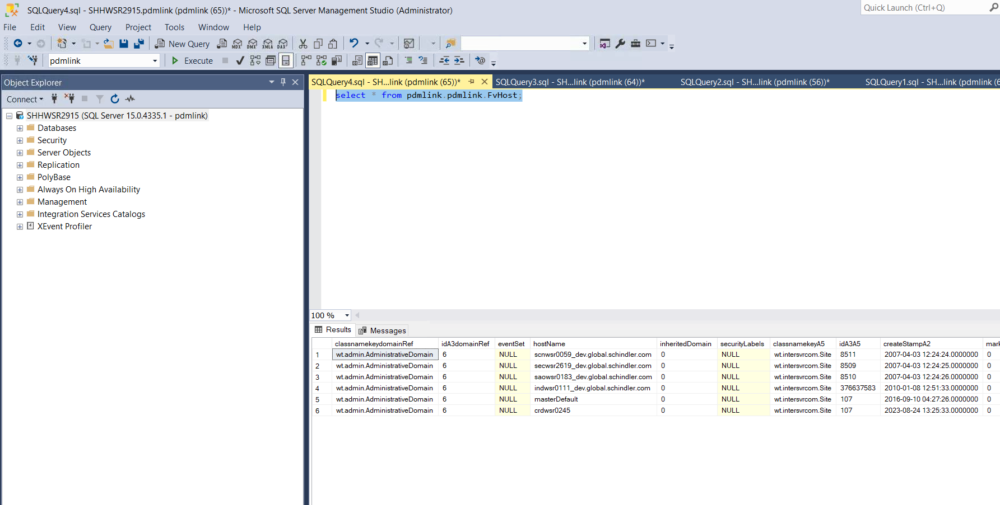 SQLQuery4.sql - SHHWSR2915.pdmlink (pdmlink (65))* - Microsoft SQL Server Management Studio (Administrator)
Quick Launch (Ctrl+Q)
File Edit View Query Project Tools Window Help
New Query MDX DMX XMLA DAX
pdmlink Execute
Object Explorer
SQLQuery4.sql - SH...link (pdmlink (65))* SQLQuery3.sql - SH...link (pdmlink (64))* SQLQuery2.sql - SH...link (pdmlink (56))* SQLQuery1.sql - SH...link (pdmlink (6
Connect
select * from pdmlink.pdmlink.FvHost;
SHHWSR2915 (SQL Server 15.0.4335.1 - pdmlink)
Databases
Security
Server Objects
Replication
PolyBase
Always On High Availability
Management
Integration Services Catalogs
XEvent Profiler
100 %
Results Messages
classnamekeydomainRef idA3domainRef eventSet hostName inheritedDomain securityLabels classnamekeyA5 idA3A5 createStampA2 mark
1 wt.admin.AdministrativeDomain 6 NULL scnwsr0059_dev.global.schindler.com 0 NULL wt.intersvrcom.Site 8511 2007-04-03 12:24:24.0000000 0
2 wt.admin.AdministrativeDomain 6 NULL secwsr2619_dev.global.schindler.com 0 NULL wt.intersvrcom.Site 8509 2007-04-03 12:24:25.0000000 0
3 wt.admin.AdministrativeDomain 6 NULL saowsr0183_dev.global.schindler.com 0 NULL wt.intersvrcom.Site 8510 2007-04-03 12:24:26.0000000 0
4 wt.admin.AdministrativeDomain 6 NULL indwsr0111_dev.global.schindler.com 0 NULL wt.intersvrcom.Site 376637583 2010-01-08 12:51:33.0000000 0
5 wt.admin.AdministrativeDomain 6 NULL masterDefault 0 NULL wt.intersvrcom.Site 107 2016-09-10 04:27:26.0000000 0
6 wt.admin.AdministrativeDomain 6 NULL crdwsr0245 0 NULL wt.intersvrcom.Site 107 2023-08-24 13:25:33.0000000 0